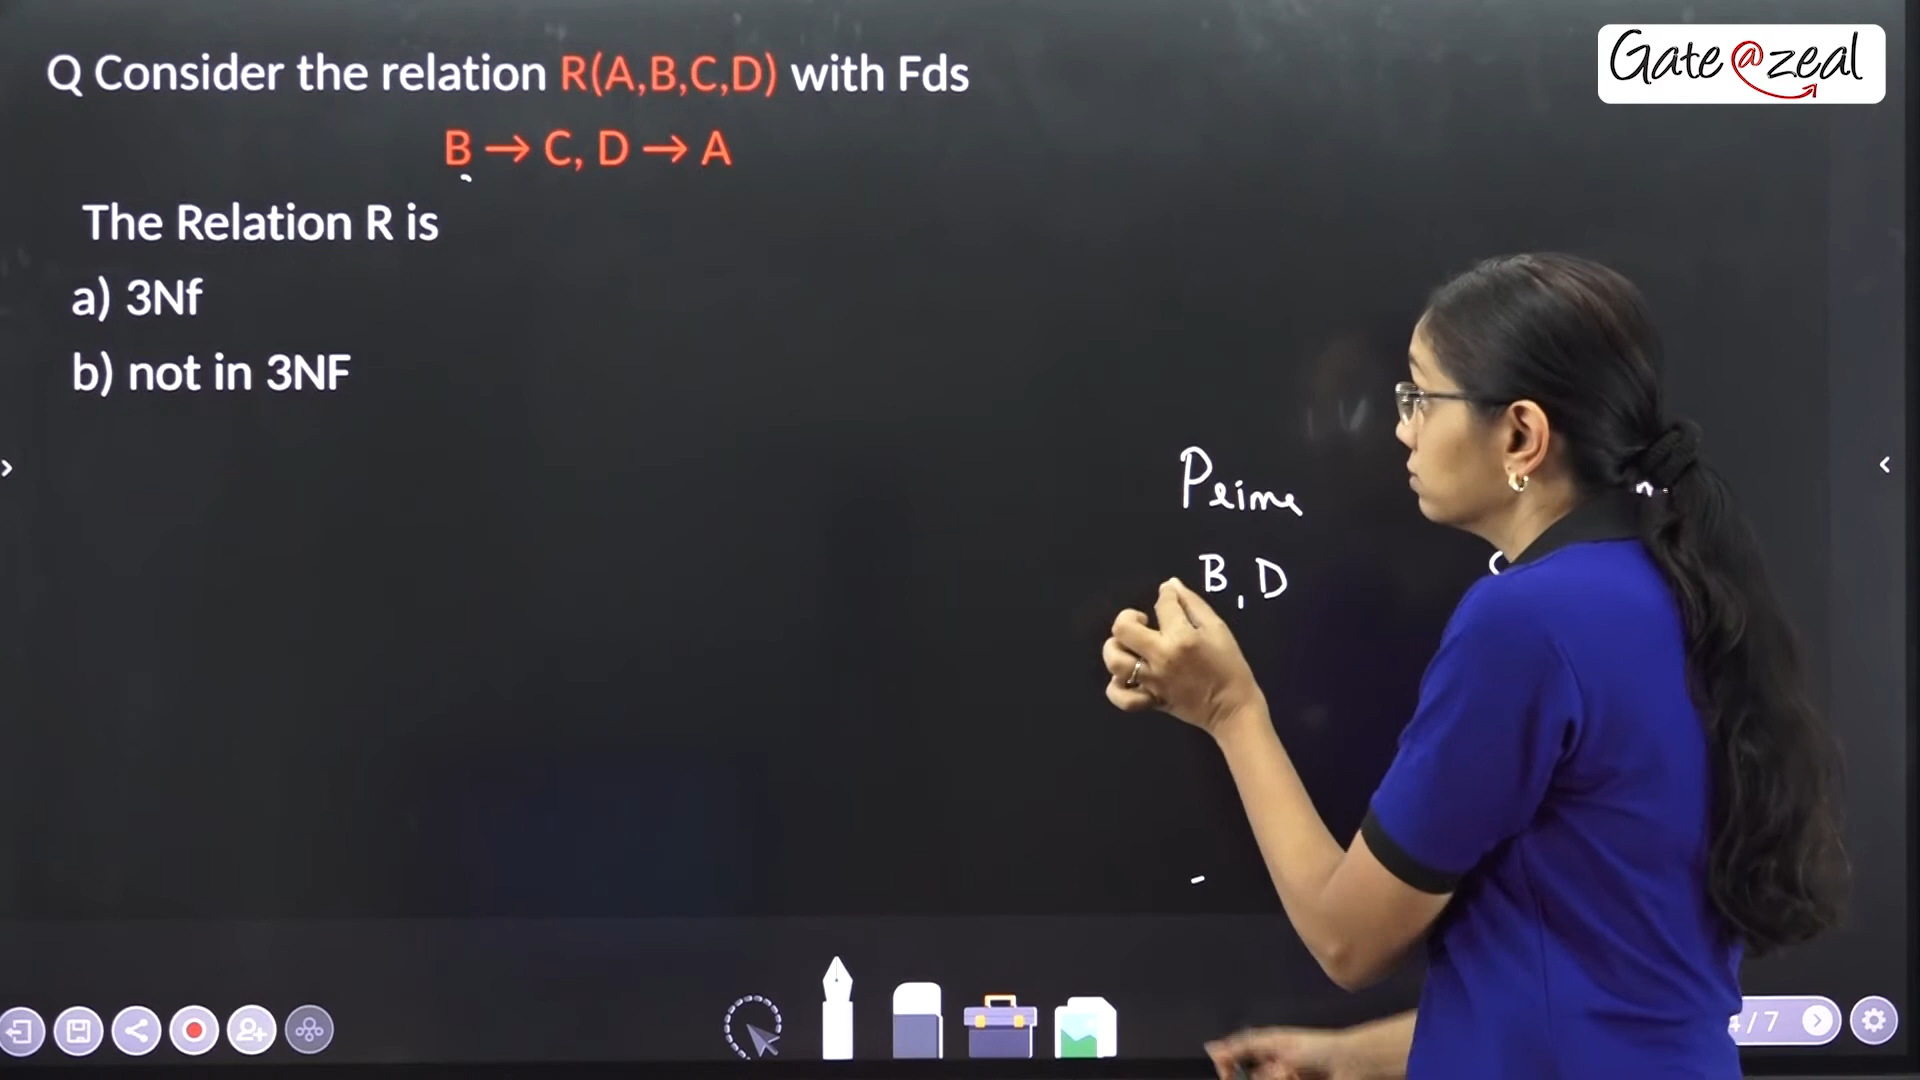 Q Consider the relation R(A,B,C,D) with Fds
B → C, D → A
The Relation R is
a) 3Nf
b) not in 3NF
Gate@zeal
Prime
B, D
/ 7